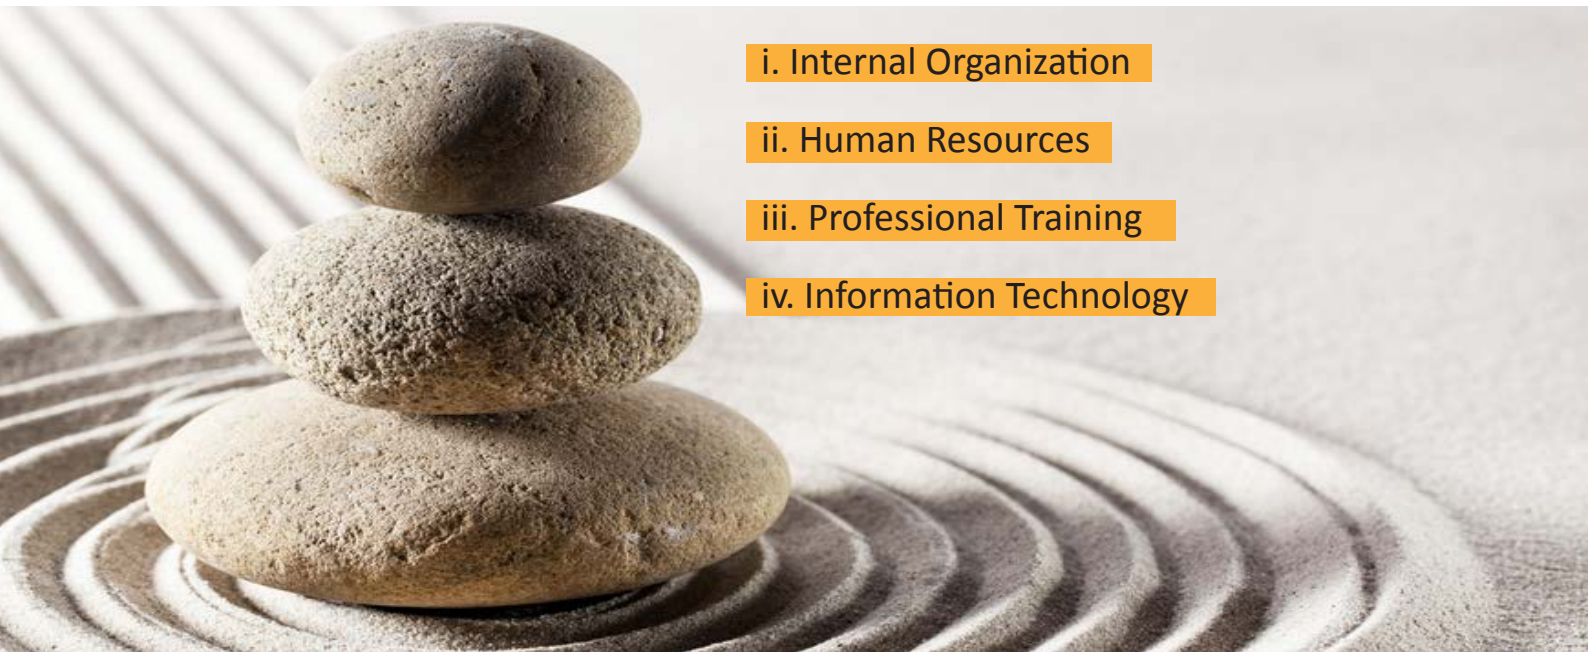 i. Internal Organization
ii. Human Resources
iii. Professional Training
iv. Information Technology